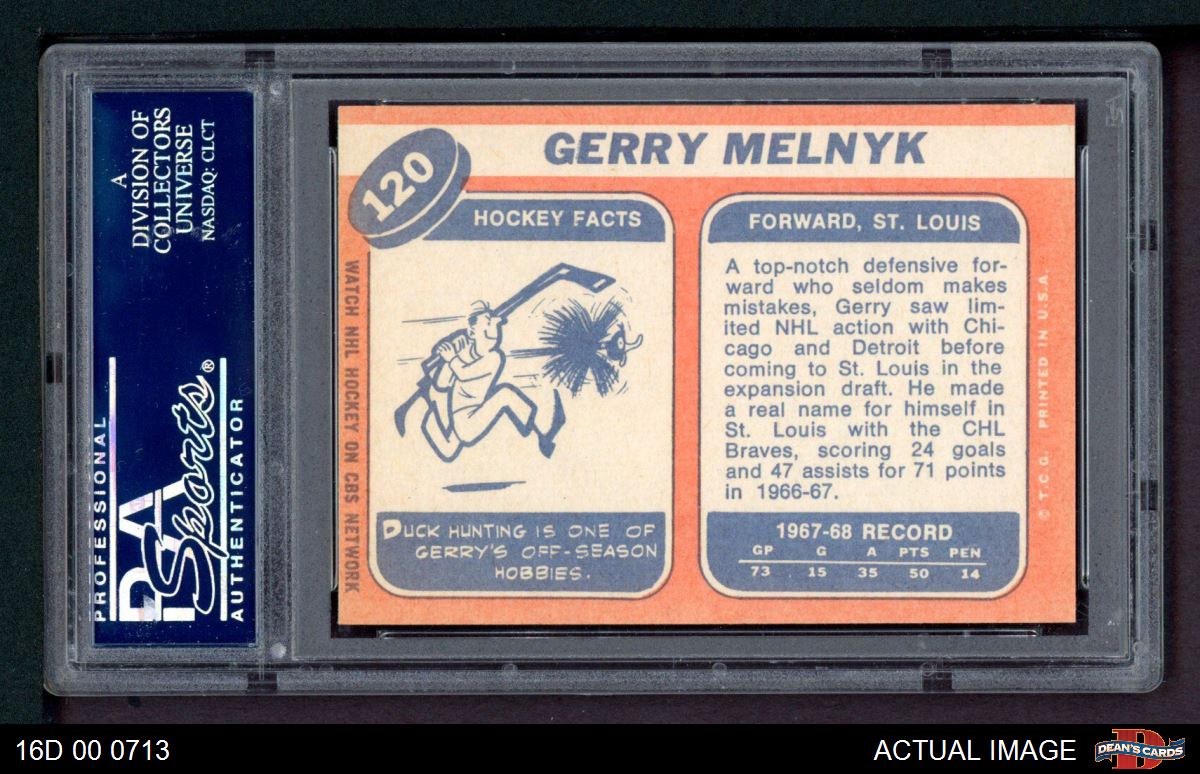 A
DIVISION OF
COLLECTORS
UNIVERSE
NASDAQ: CLCT
PROFESSIONAL
PSA
Sports®
AUTHENTICATOR
120
GERRY MELNYK
HOCKEY FACTS
DUCK HUNTING IS ONE OF
GERRY'S OFF-SEASON
HOBBIES.
WATCH NHL HOCKEY ON CBS NETWORK
FORWARD, ST. LOUIS
A top-notch defensive for-
ward who seldom makes
mistakes, Gerry saw lim-
ited NHL action with Chi-
cago and Detroit before
coming to St. Louis in the
expansion draft. He made
a real name for himself in
St. Louis with the CHL
Braves, scoring 24 goals
and 47 assists for 71 points
in 1966-67.
1967-68 RECORD
GP G A PTS PEN
73 15 35 50 14
© T.C.G. PRINTED IN U.S.A.
16D 00 0713
ACTUAL IMAGE
DEAN'S CARDS